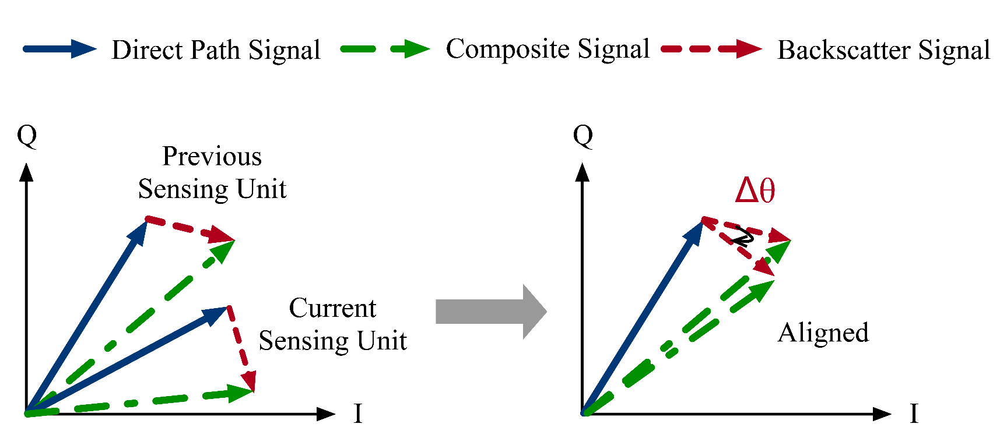 Direct Path Signal
Composite Signal
Backscatter Signal
Q
Previous
Sensing Unit
Current
Sensing Unit
I
Q
Δθ
Aligned
I